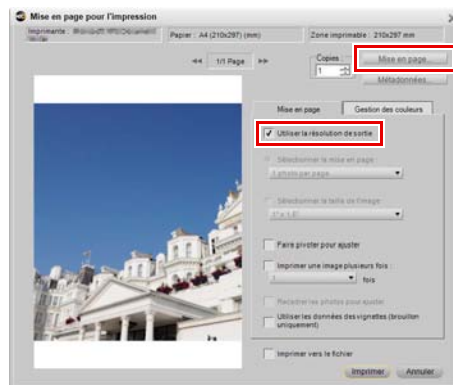 Mise en page pour l'impression
Imprimante :
Papier : A4 (210x297) (mm)
Zone imprimable : 210x297 mm
1/1 Page
Copies :
1
Mise en page...
Métadonnées...
Mise en page
Gestion des couleurs
Utiliser la résolution de sortie
Sélectionner la mise en page :
1 photo par page
Sélectionner la taille de l'image :
Faire pivoter pour ajuster
Imprimer une image plusieurs fois :
1
fois
Recadrer les photos pour ajuster
Utiliser les données des vignettes (brouillon
uniquement)
Imprimer vers le fichier
Imprimer
Annuler